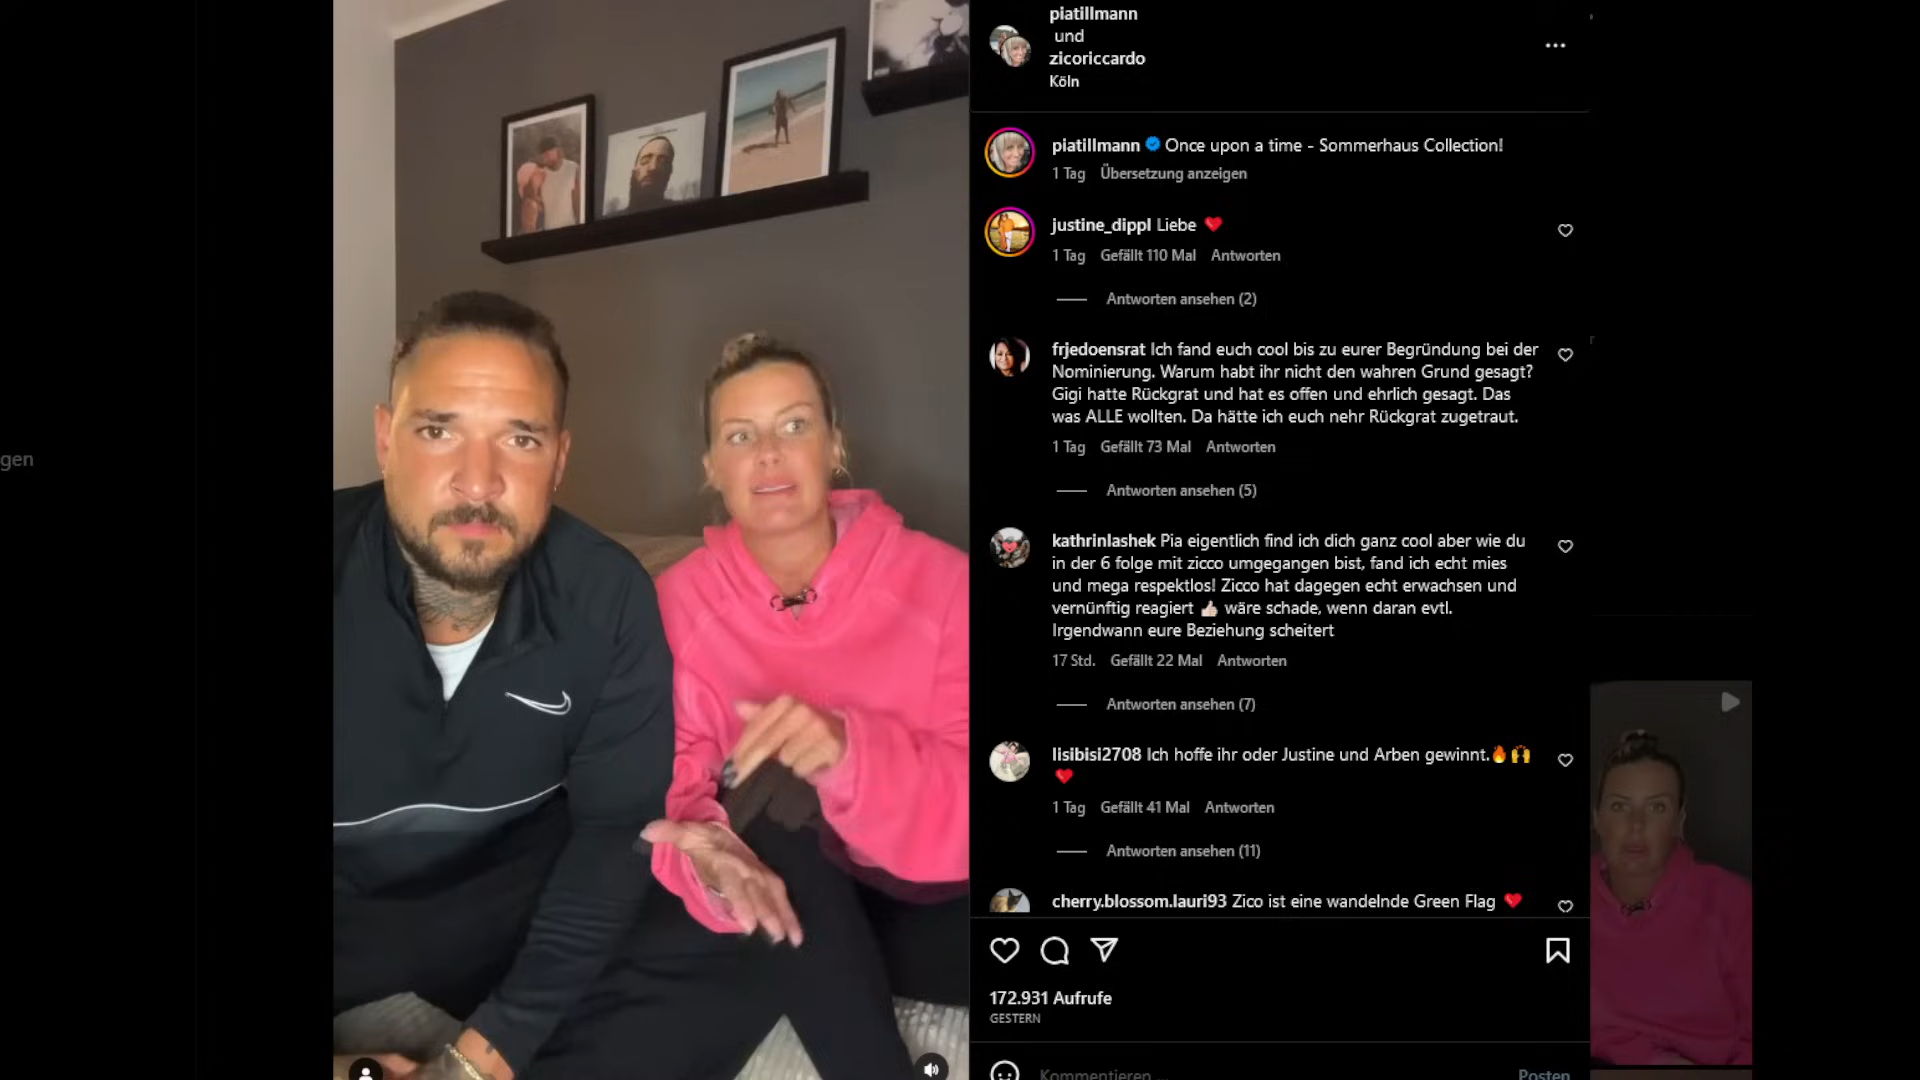 piatillmann
und
zicoriccardo
Köln
piatillmann Once upon a time - Sommerhaus Collection!
1 Tag Übersetzung anzeigen
justine_dippl Liebe ❤️
1 Tag Gefällt 110 Mal Antworten
Antworten ansehen (2)
frjedoensrat Ich fand euch cool bis zu eurer Begründung bei der
Nominierung. Warum habt ihr nicht den wahren Grund gesagt?
Gigi hatte Rückgrat und hat es offen und ehrlich gesagt. Das
was ALLE wollten. Da hätte ich euch nehr Rückgrat zugetraut.
1 Tag Gefällt 73 Mal Antworten
Antworten ansehen (5)
gen
kathrinlashek Pia eigentlich find ich dich ganz cool aber wie du
in der 6 folge mit zicco umgegangen bist, fand ich echt mies
und mega respektlos! Zicco hat dagegen echt erwachsen und
vernünftig reagiert 👍🏻 wäre schade, wenn daran evtl.
Irgendwann eure Beziehung scheitert
17 Std. Gefällt 22 Mal Antworten
Antworten ansehen (7)
lisibisi2708 Ich hoffe ihr oder Justine und Arben gewinnt.🔥🙌
❤️
1 Tag Gefällt 41 Mal Antworten
Antworten ansehen (11)
cherry.blossom.lauri93 Zico ist eine wandelnde Green Flag ❤️
172.931 Aufrufe
GESTERN
Kommentieren ...
Posten